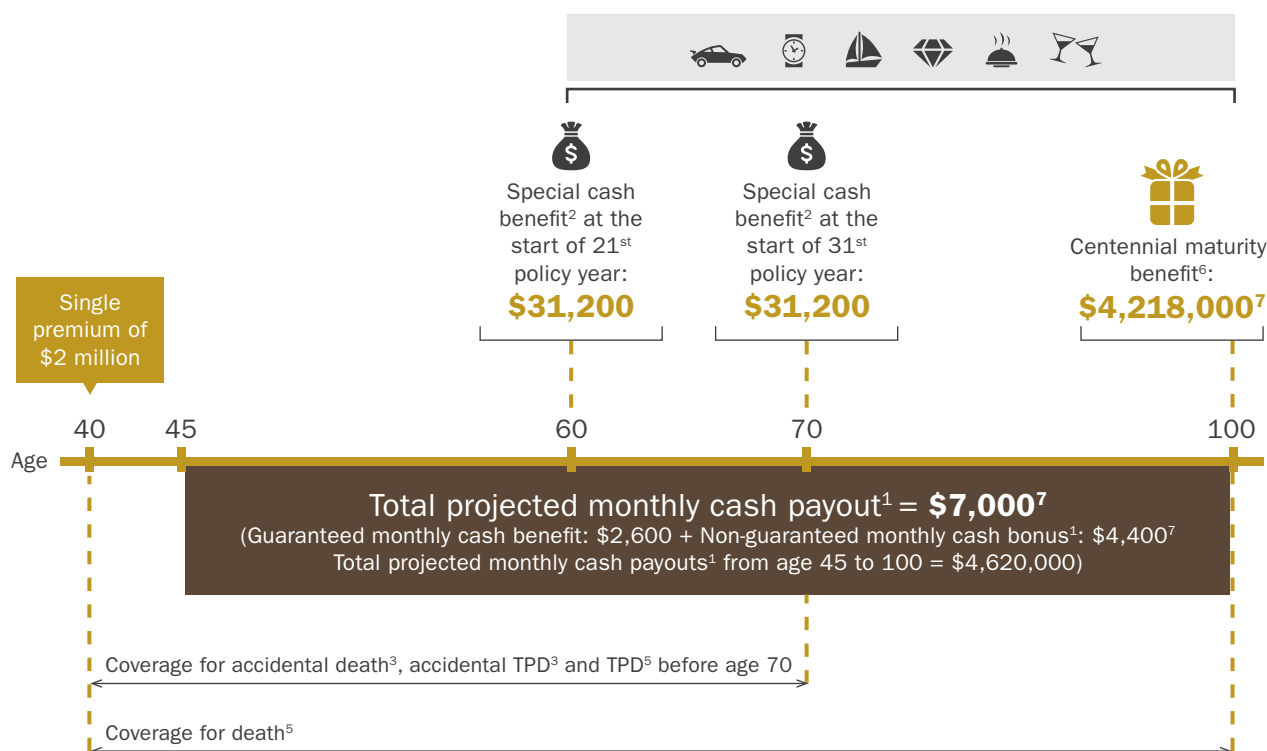 Special cash
benefit² at the
start of 21st
policy year:
$31,200
Special cash
benefit² at the
start of 31st
policy year:
$31,200
Centennial maturity
benefit⁶:
$4,218,000⁷
Single
premium of
$2 million
40
45
60
70
100
Age
Total projected monthly cash payout¹ = $7,000⁷
(Guaranteed monthly cash benefit: $2,600 + Non-guaranteed monthly cash bonus¹: $4,400⁷
Total projected monthly cash payouts¹ from age 45 to 100 = $4,620,000)
Coverage for accidental death³, accidental TPD³ and TPD⁵ before age 70
Coverage for death⁵